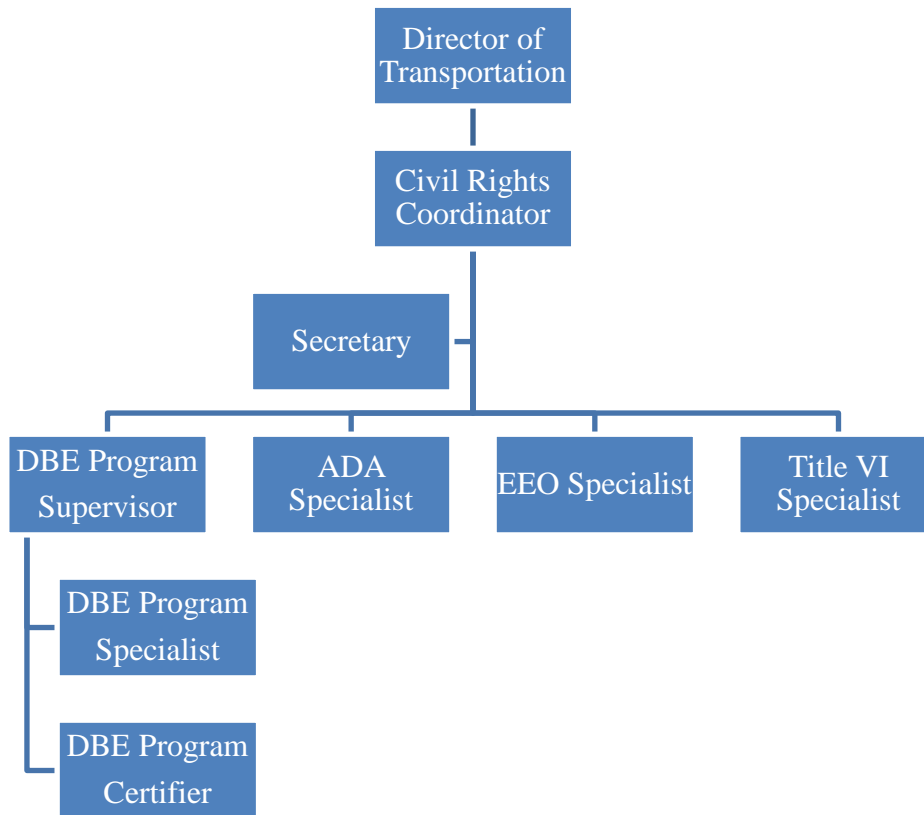 Director of
Transportation
Civil Rights
Coordinator
Secretary
DBE Program
Supervisor
ADA
Specialist
EEO Specialist
Title VI
Specialist
DBE Program
Specialist
DBE Program
Certifier